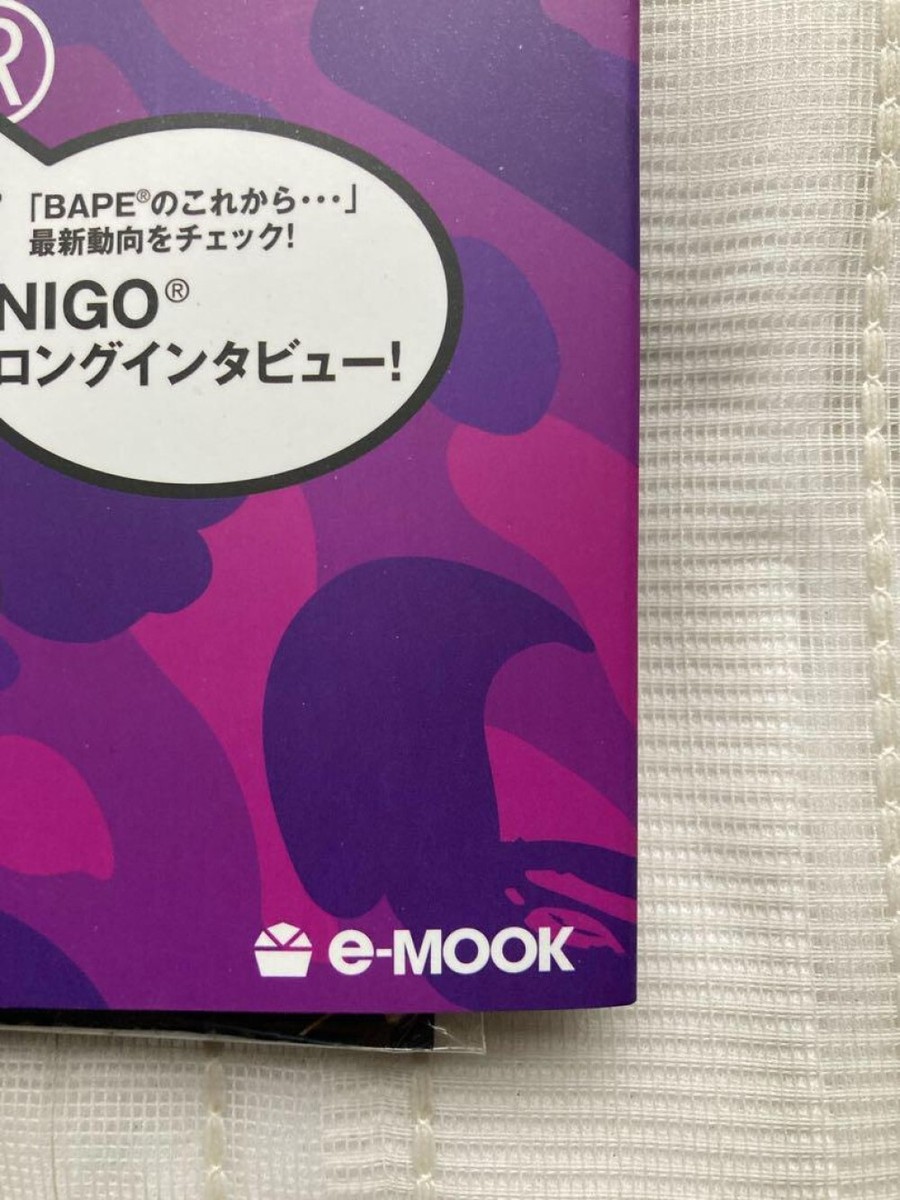 ®
「BAPE®のこれから・・・」
最新動向をチェック!
NIGO®
ロングインタビュー!
e-MOOK